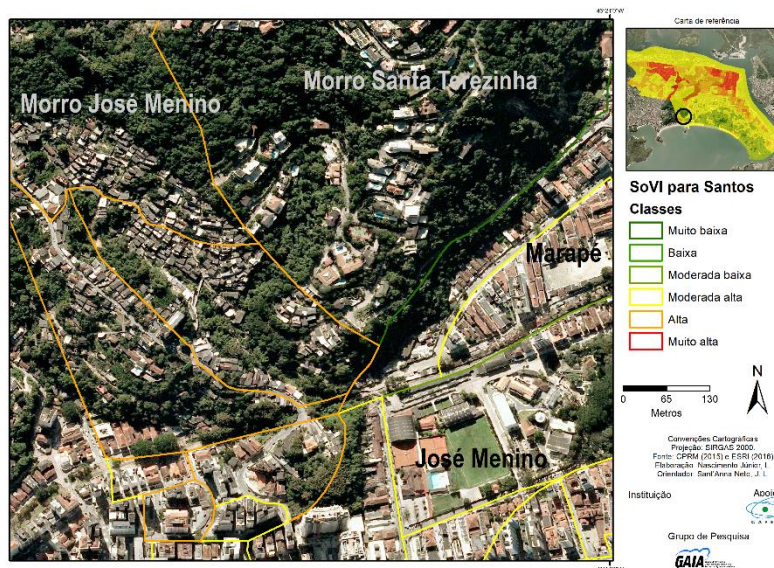 Carta de referência
Morro José Menino
Morro Santa Terezinha
Marapé
José Menino
SoVI para Santos
Classes
Muito baixa
Baixa
Moderada baixa
Moderada alta
Alta
Muito alta
N
0 65 130
Metros
Convenções Cartográficas
Projeção: SIRGAS 2000.
Fonte: CPRM (2015) e ESRI (2016)
Elaboração: Nascimento Júnior, L.
Orientador: Sant'Anna Neto, J. L.
Instituição
Apoio
Grupo de Pesquisa
GAIA